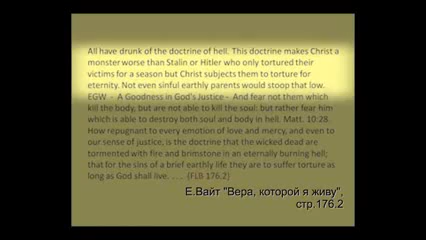 All have drunk of the doctrine of hell. This doctrine makes Christ a
monster worse than Stalin or Hitler who only tortured their
victims for a season but Christ subjects them to torture for
eternity. Not even sinful earthly parents would stoop that low.
EGW - A Goodness in God's Justice - And fear not them which
kill the body, but are not able to kill the soul: but rather fear him
which is able to destroy both soul and body in hell. Matt. 10:28.
How repugnant to every emotion of love and mercy, and even to
our sense of justice, is the doctrine that the wicked dead are
tormented with fire and brimstone in an eternally burning hell;
that for the sins of a brief earthly life they are to suffer torture as
long as God shall live. . . . {FLB 176.2}
Е.Вайт "Вера, которой я живу",
стр.176.2